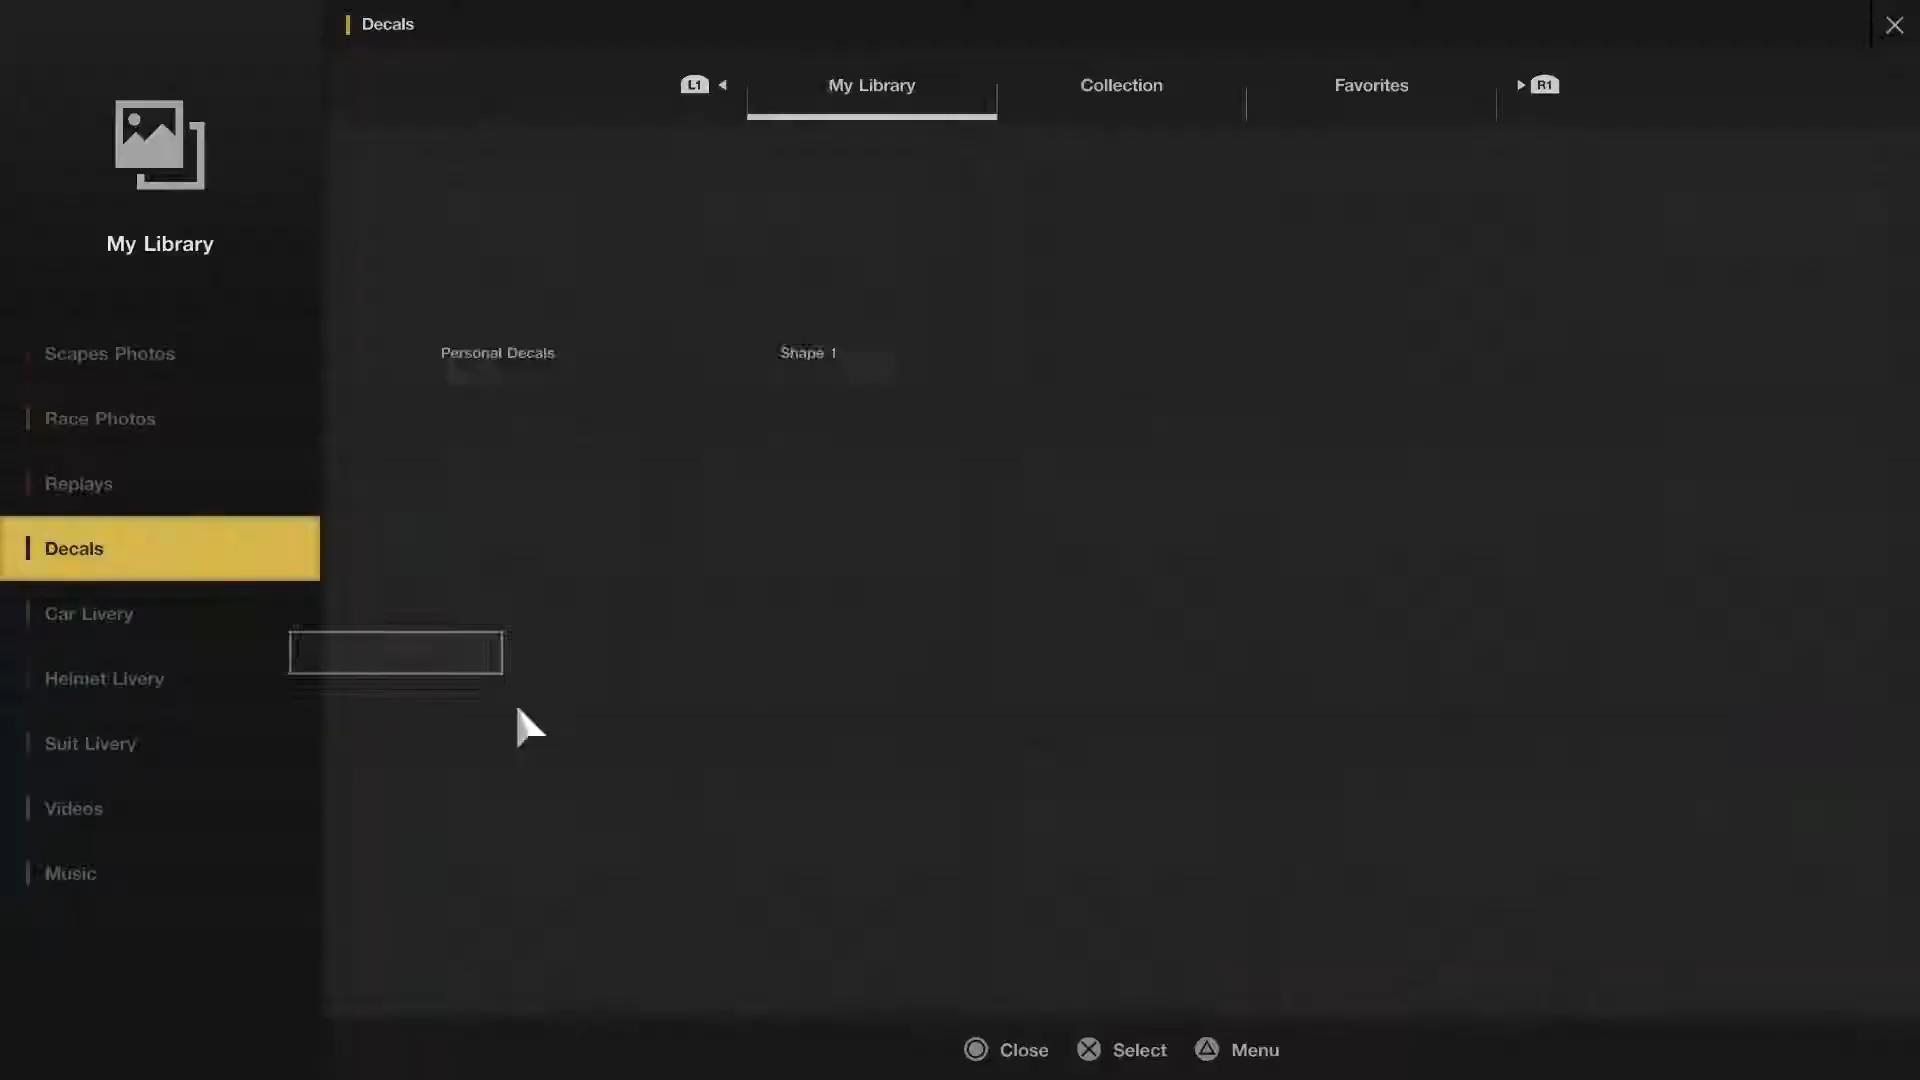 Decals
L1
My Library
Collection
Favorites
R1
My Library
Scapes Photos
Race Photos
Replays
Decals
Car Livery
Helmet Livery
Suit Livery
Videos
Music
Personal Decals
Shape 1
Close
Select
Menu